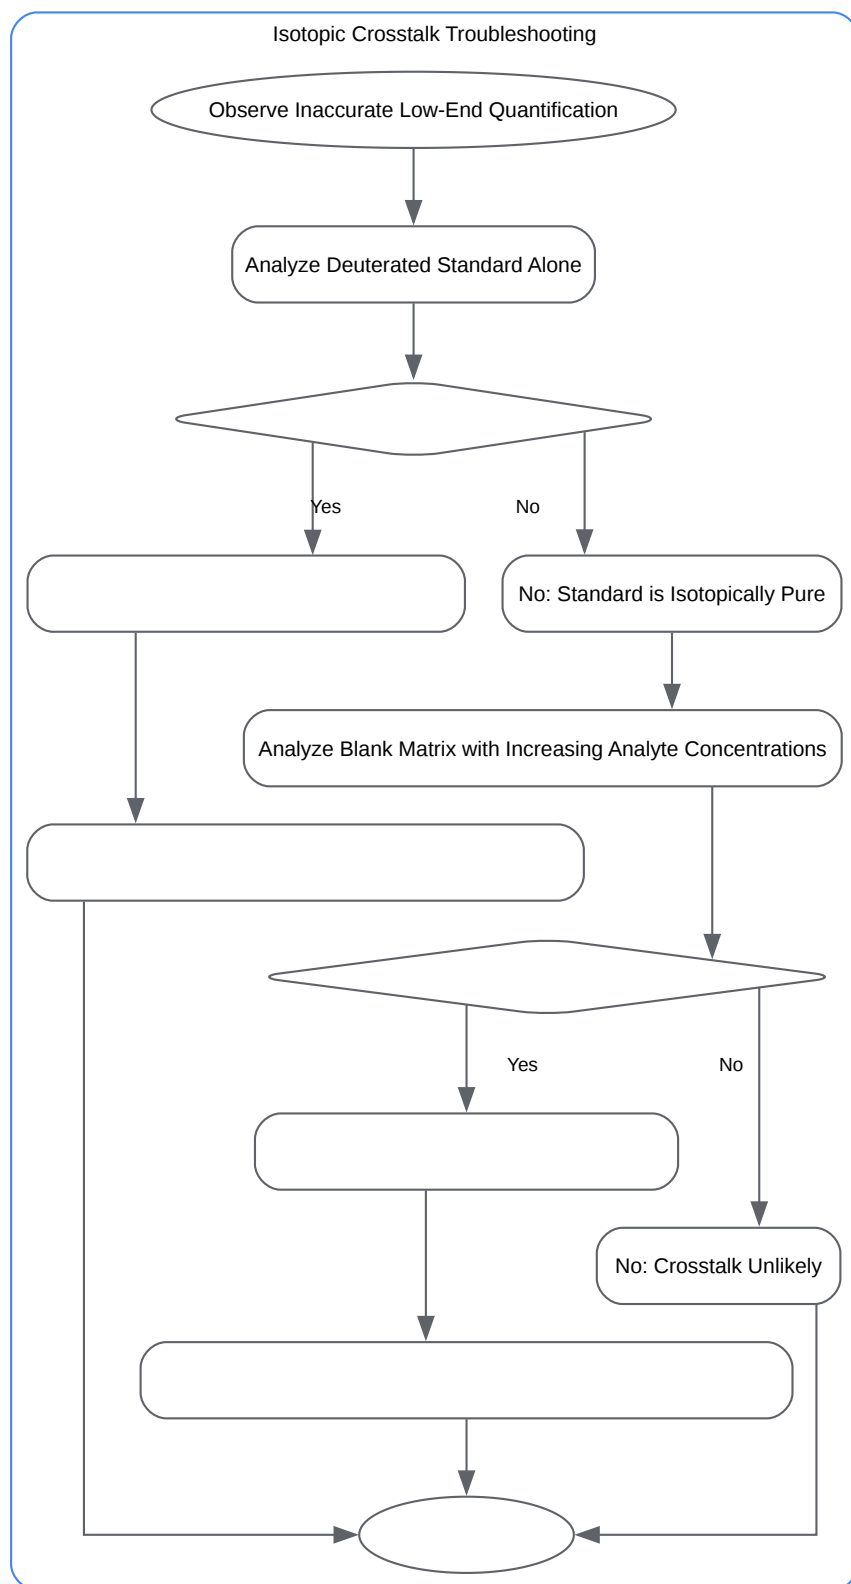 Isotopic Crosstalk Troubleshooting
Observe Inaccurate Low-End Quantification
Analyze Deuterated Standard Alone
Yes
No
No: Standard is Isotopically Pure
Analyze Blank Matrix with Increasing Analyte Concentrations
Yes
No
No: Crosstalk Unlikely